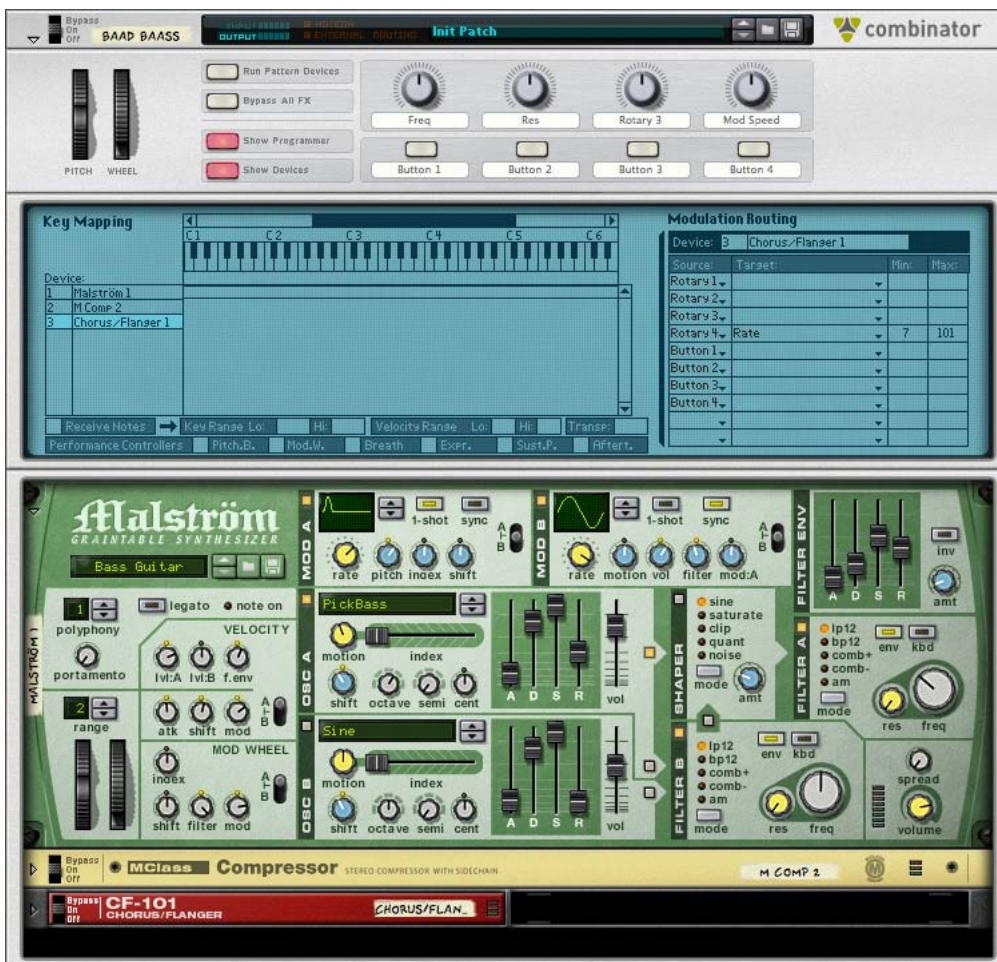 Bypass
On
Off
BAAD BAASS
INPUT
OUTPUT
MIDICOM
EXTERNAL ROUTING
Init Patch
combinator
Run Pattern Devices
Bypass All FX
Show Programmer
Show Devices
PITCH WHEEL
Freq Res Rotary 3 Mod Speed
Button 1 Button 2 Button 3 Button 4
Key Mapping
C1 C2 C3 C4 C5 C6
Device:
1 Malström 1
2 M Comp 2
3 Chorus/Flanger 1
Receive Notes Key Range Lo: Hi: Velocity Range Lo: Hi: Transp:
Performance Controllers Pitch.B. Mod.W. Breath Expr. Sust.P. Aftert.
Modulation Routing
Device: 3 Chorus/Flanger 1
Source: Target: Min: Max:
Rotary 1
Rotary 2
Rotary 3
Rotary 4 Rate 7 101
Button 1
Button 2
Button 3
Button 4
Malström
GRAINTABLE SYNTHESIZER
Bass Guitar
MALSTRÖM 1
1
polyphony
portamento
2
range
legato note on
VELOCITY
lvl:A lvl:B f.env
atk shift mod
A
B
MOD WHEEL
index
shift filter mod
A
B
MOD A
1-shot sync
A
B
rate pitch index shift
MOD B
1-shot sync
A
B
rate motion vol filter mod:A
FILTER ENV
A D S R
inv
amt
OSC A
PickBass
motion index
shift octave semi cent
A D S R vol
OSC B
Sine
motion index
shift octave semi cent
A D S R vol
SHAPER
sine
saturate
clip
quant
noise
mode
amt
FILTER A
lp12
bp12
comb+
comb-
am
mode
env kbd
res freq
FILTER B
lp12
bp12
comb+
comb-
am
mode
env kbd
res freq
spread
volume
Bypass
On
Off
MClass Compressor STEREO COMPRESSOR WITH SIDECHAIN
M COMP 2
M
Bypass
On
Off
CF-101
CHORUS/FLANGER
CHORUS/FLAN_